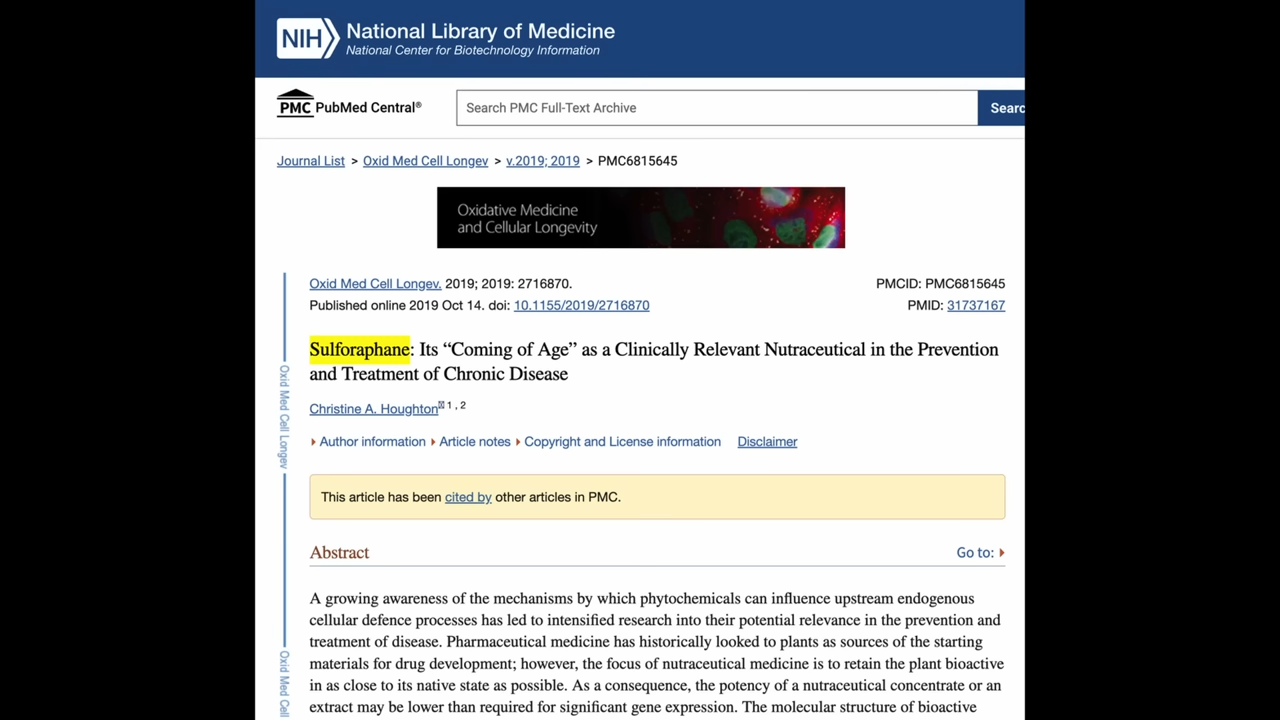 NIH
National Library of Medicine
National Center for Biotechnology Information
PMC PubMed Central®
Search PMC Full-Text Archive
Searc
Journal List > Oxid Med Cell Longev > v.2019; 2019 > PMC6815645
Oxidative Medicine
and Cellular Longevity
Oxid Med Cell Longev. 2019; 2019: 2716870.
PMCID: PMC6815645
Published online 2019 Oct 14. doi: 10.1155/2019/2716870
PMID: 31737167
Sulforaphane: Its “Coming of Age” as a Clinically Relevant Nutraceutical in the Prevention
and Treatment of Chronic Disease
Christine A. Houghton 1 , 2
Author information Article notes Copyright and License information Disclaimer
This article has been cited by other articles in PMC.
Abstract
Go to:
A growing awareness of the mechanisms by which phytochemicals can influence upstream endogenous
cellular defence processes has led to intensified research into their potential relevance in the prevention and
treatment of disease. Pharmaceutical medicine has historically looked to plants as sources of the starting
materials for drug development; however, the focus of nutraceutical medicine is to retain the plant bioactive
in as close to its native state as possible. As a consequence, the potency of a nutraceutical concentrate or an
extract may be lower than required for significant gene expression. The molecular structure of bioactive
Oxid Med Cell Longev
Oxid Med Cell